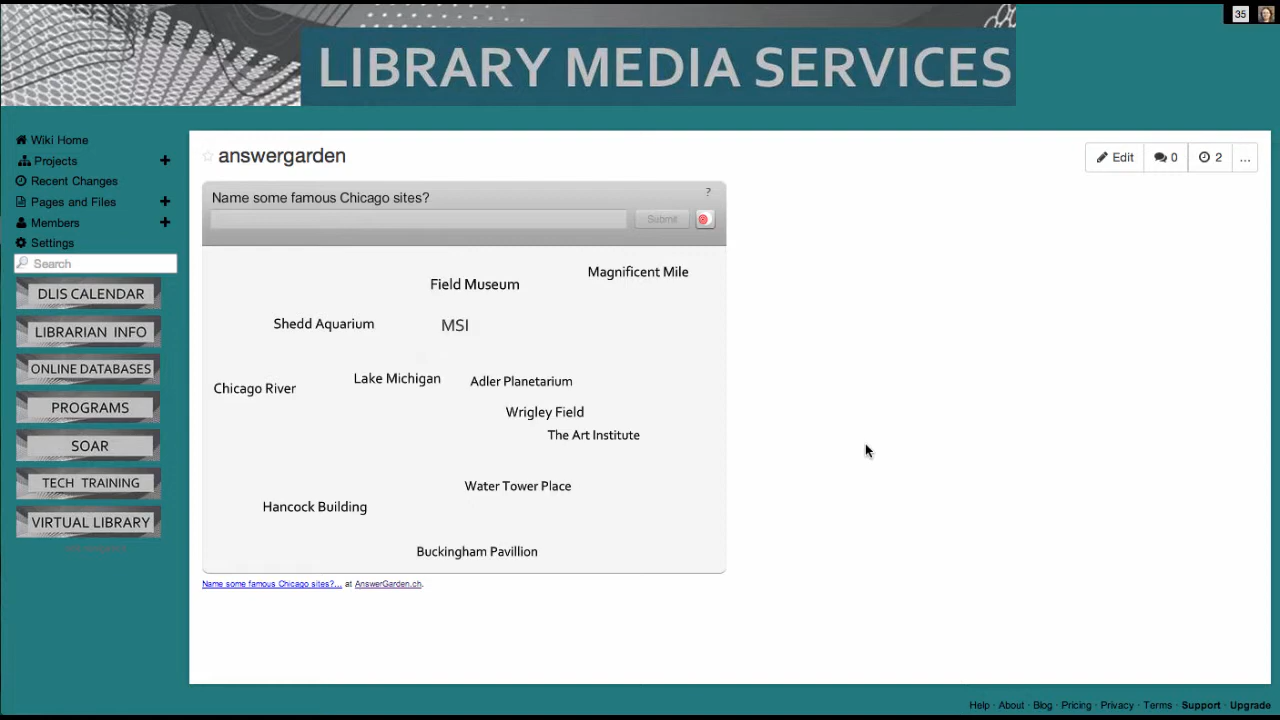 35
LIBRARY MEDIA SERVICES
Wiki Home
Projects
Recent Changes
Pages and Files
Members
Settings
Search
DLIS CALENDAR
LIBRARIAN INFO
ONLINE DATABASES
PROGRAMS
SOAR
TECH TRAINING
VIRTUAL LIBRARY
answergarden
Edit
0
2
...
Name some famous Chicago sites?
?
Submit
Magnificent Mile
Field Museum
Shedd Aquarium
MSI
Lake Michigan
Adler Planetarium
Chicago River
Wrigley Field
The Art Institute
Water Tower Place
Hancock Building
Buckingham Pavillion
Name some famous Chicago sites?... at AnswerGarden.ch.
Help · About · Blog · Pricing · Privacy · Terms · Support · Upgrade